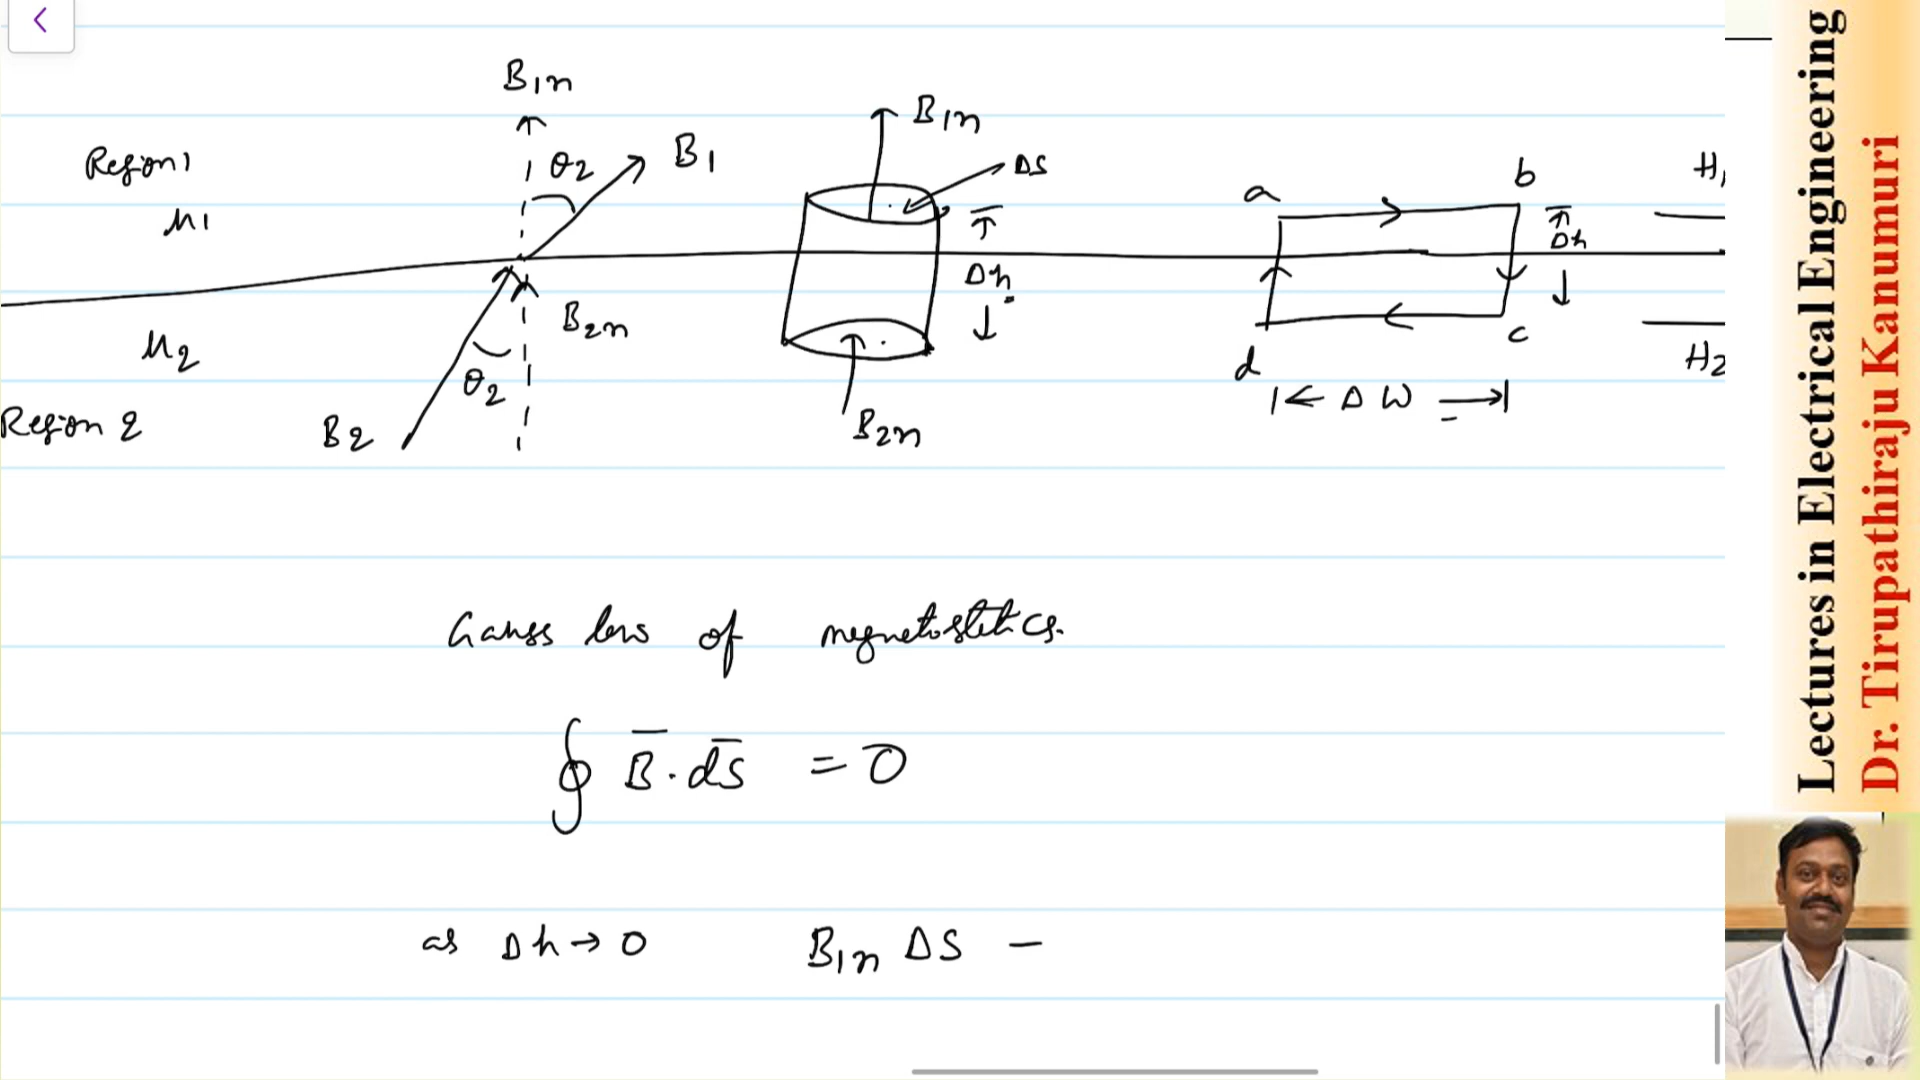 B1n
B1n
Region 1
θ2
B1
ΔS
a
b
H1
μ1
Δh
Δh
B2n
μ2
θ2
d
c
H2
Region 2
B2
B2n
ΔW
Gauss law of magnetostatics.
∮ B̅ · dS̅ = 0
as Δh → 0 B1n ΔS −
Lectures in Electrical Engineering
Dr. Tirupathiraju Kanumuri